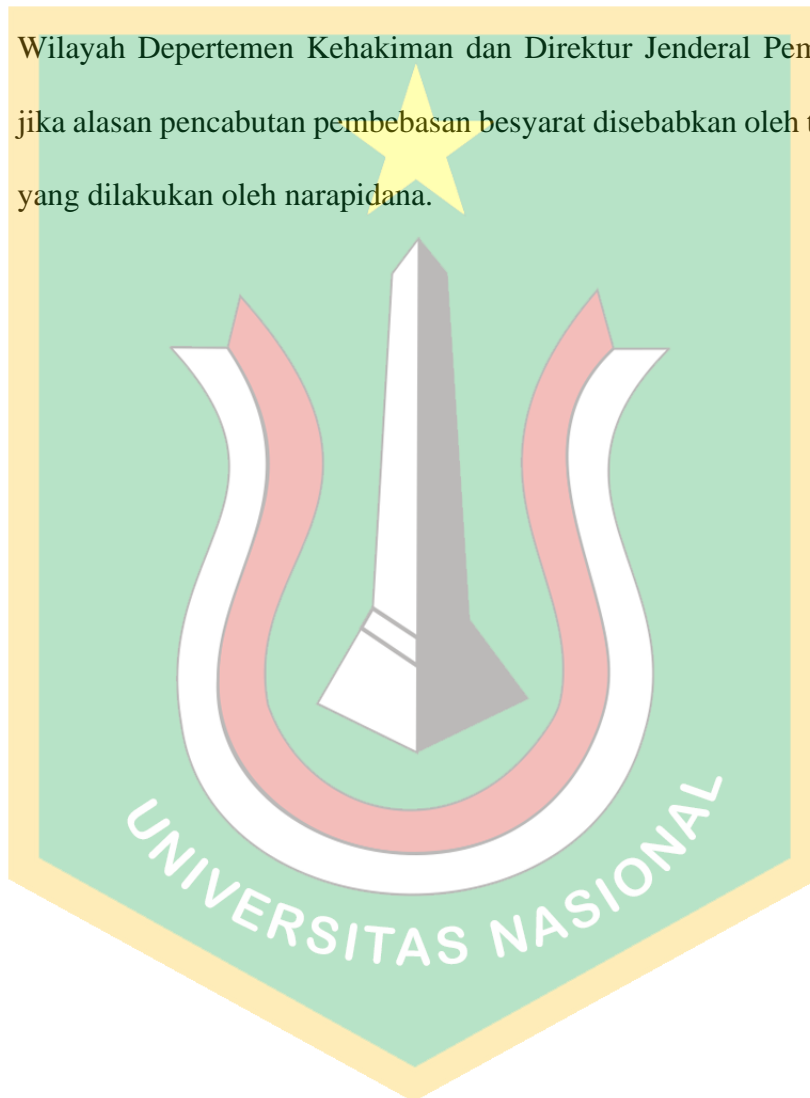 Wilayah Depertemen Kehakiman dan Direktur Jenderal
jika alasan pencabutan pembebasan besyarat disebabkan oleh
yang dilakukan oleh narapidana.
UNIVERSITAS NASIONAL